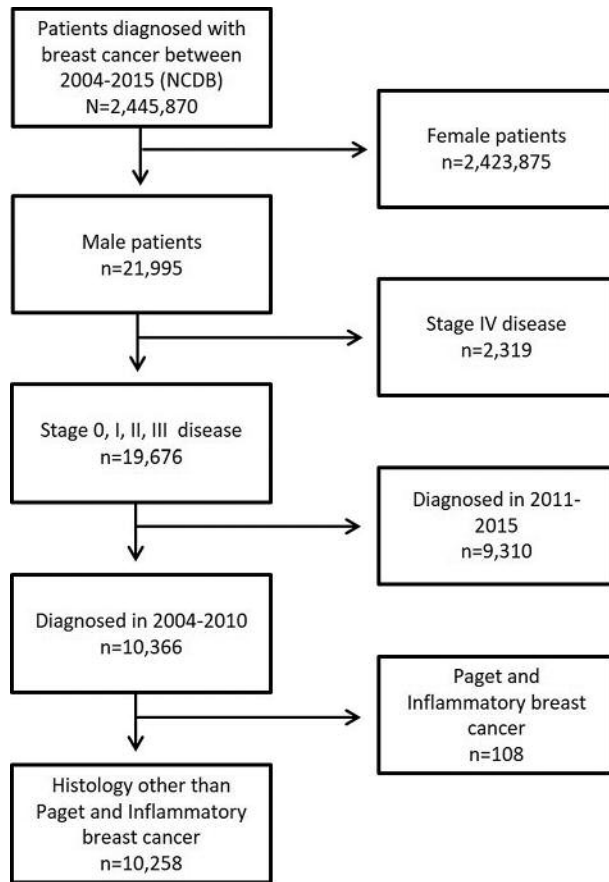 Patients diagnosed with
breast cancer between
2004-2015 (NCDB)
N=2,445,870
Female patients
n=2,423,875
Male patients
n=21,995
Stage IV disease
n=2,319
Stage 0, I, II, III disease
n=19,676
Diagnosed in 2011-
2015
n=9,310
Diagnosed in 2004-2010
n=10,366
Paget and
Inflammatory breast
cancer
n=108
Histology other than
Paget and Inflammatory
breast cancer
n=10,258